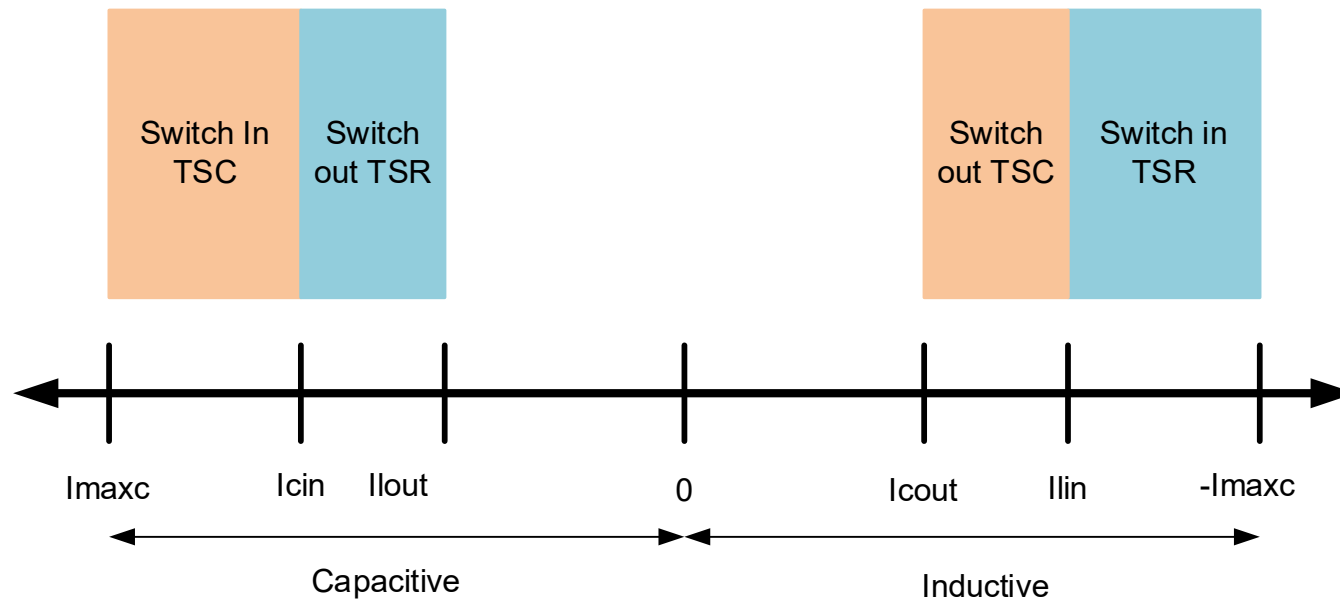 Switch In
TSC
Switch
out TSR
Switch
out TSC
Switch in
TSR
Imaxc
Icin
Ilout
0
Icout
Ilin
-Imaxc
Capacitive
Inductive